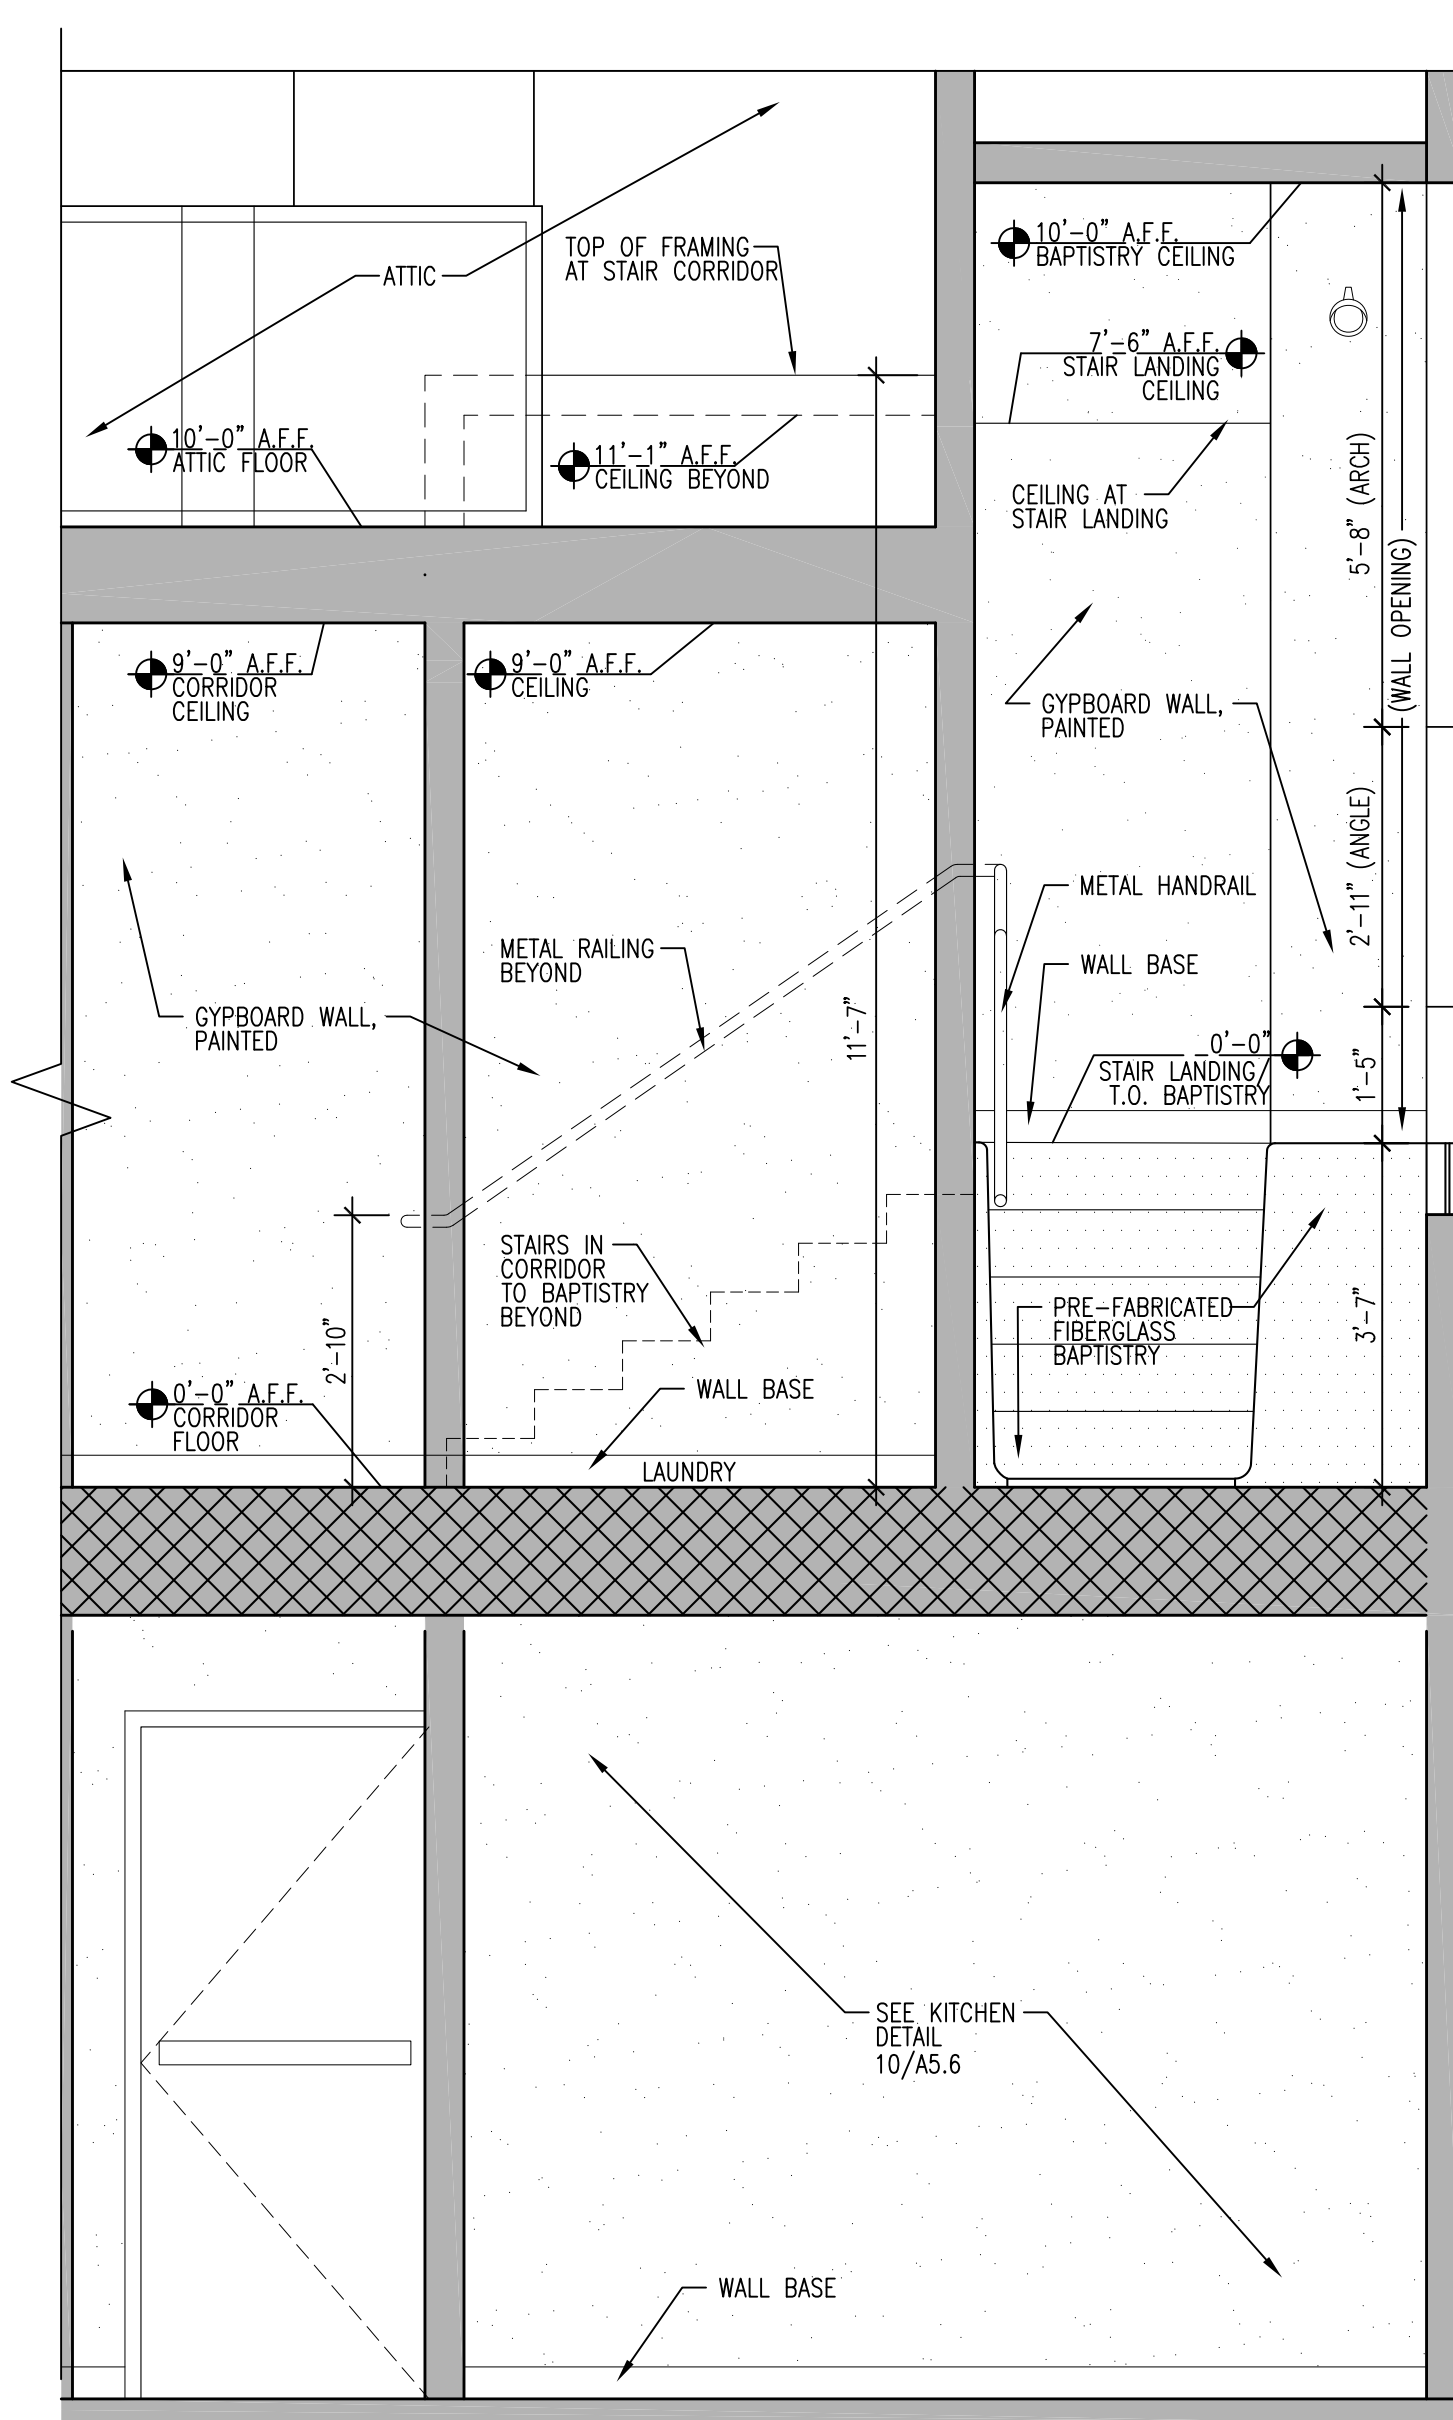 TOP OF FRAMING
AT STAIR CORRIDOR
ATTIC
10'-0" A.F.F.
BAPTISTRY CEILING
7'-6" A.F.F.
STAIR LANDING
CEILING
10'-0" A.F.F.
ATTIC FLOOR
11'-1" A.F.F.
CEILING BEYOND
CEILING AT
STAIR LANDING
5'-8" (ARCH)
(WALL OPENING)
9'-0" A.F.F.
CORRIDOR
CEILING
9'-0" A.F.F.
CEILING
GYPBOARD WALL,
PAINTED
2'-11" (ANGLE)
METAL HANDRAIL
METAL RAILING
BEYOND
WALL BASE
GYPBOARD WALL,
PAINTED
11'-7"
0'-0"
STAIR LANDING/
T.O. BAPTISTRY
1'-5"
STAIRS IN
CORRIDOR
TO BAPTISTRY
BEYOND
PRE-FABRICATED
FIBERGLASS
BAPTISTRY
3'-7"
2'-10"
WALL BASE
0'-0" A.F.F.
CORRIDOR
FLOOR
LAUNDRY
SEE KITCHEN
DETAIL
10/A5.6
WALL BASE